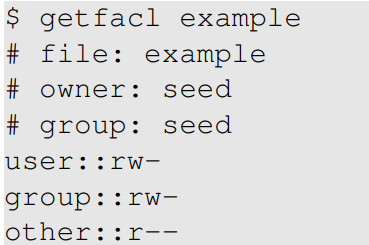 $ getfacl example
# file: example
# owner: seed
# group: seed
user::rw-
group::rw-
other::r--